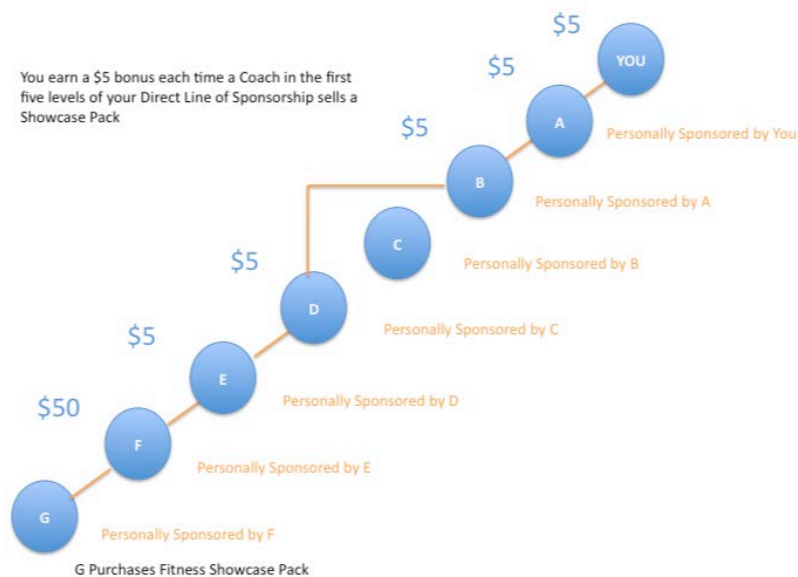 $5
YOU
You earn a $5 bonus each time a Coach in the first
five levels of your Direct Line of Sponsorship sells a
Showcase Pack
$5
A
Personally Sponsored by You
$5
B
Personally Sponsored by A
C
Personally Sponsored by B
$5
D
Personally Sponsored by C
$5
E
Personally Sponsored by D
$50
F
Personally Sponsored by E
G
Personally Sponsored by F
G Purchases Fitness Showcase Pack